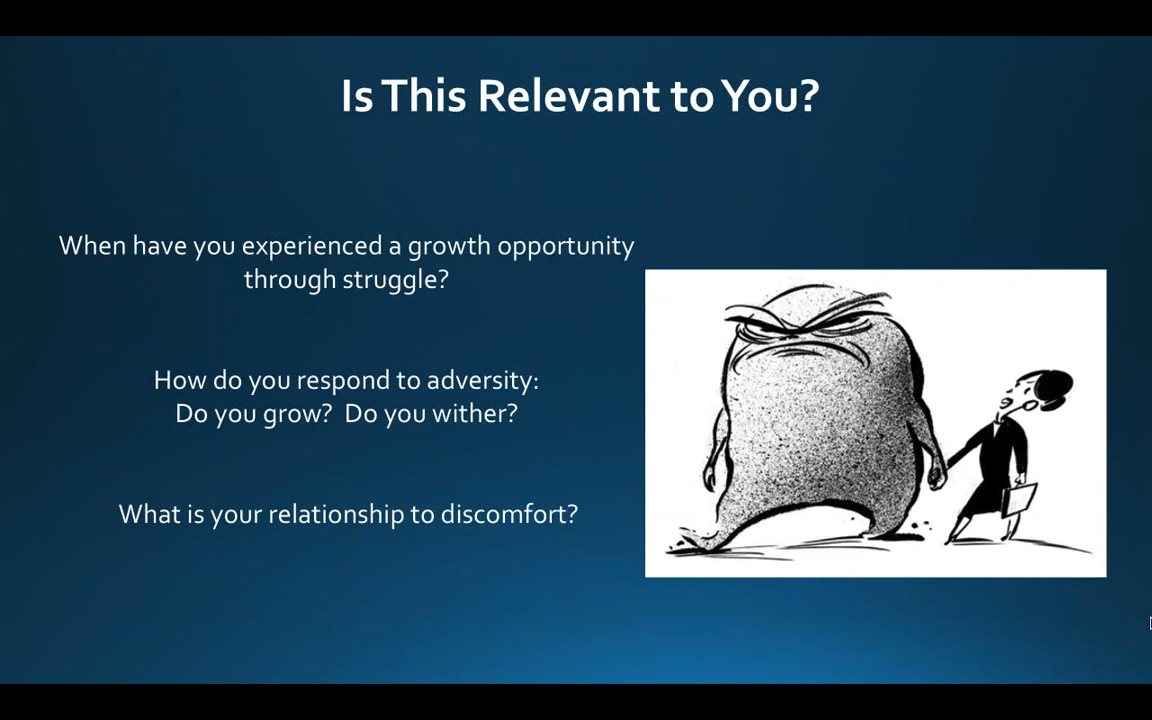 Is This Relevant to You?
When have you experienced a growth opportunity
through struggle?
How do you respond to adversity:
Do you grow?  Do you wither?
What is your relationship to discomfort?